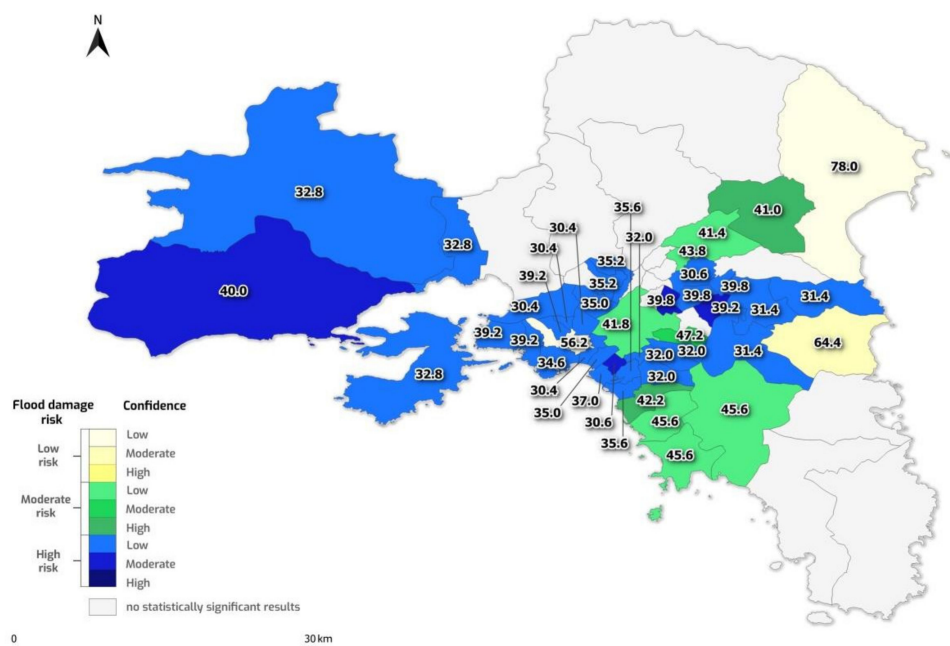 N
78.0
32.8
35.6
41.0
30.4
32.0
41.4
30.4
43.8
32.8
35.2
39.2
30.6
35.2
39.8
40.0
30.4
35.0
39.8
39.8
31.4
39.2
31.4
41.8
39.2
39.2
56.2
47.2
64.4
34.6
32.0
32.0
31.4
32.8
30.4
32.0
35.0
37.0
42.2
45.6
30.6
45.6
35.6
45.6
Flood damage risk
Confidence
Low risk
Low
Moderate
High
Moderate risk
Low
Moderate
High
High risk
Low
Moderate
High
no statistically significant results
0
30 km